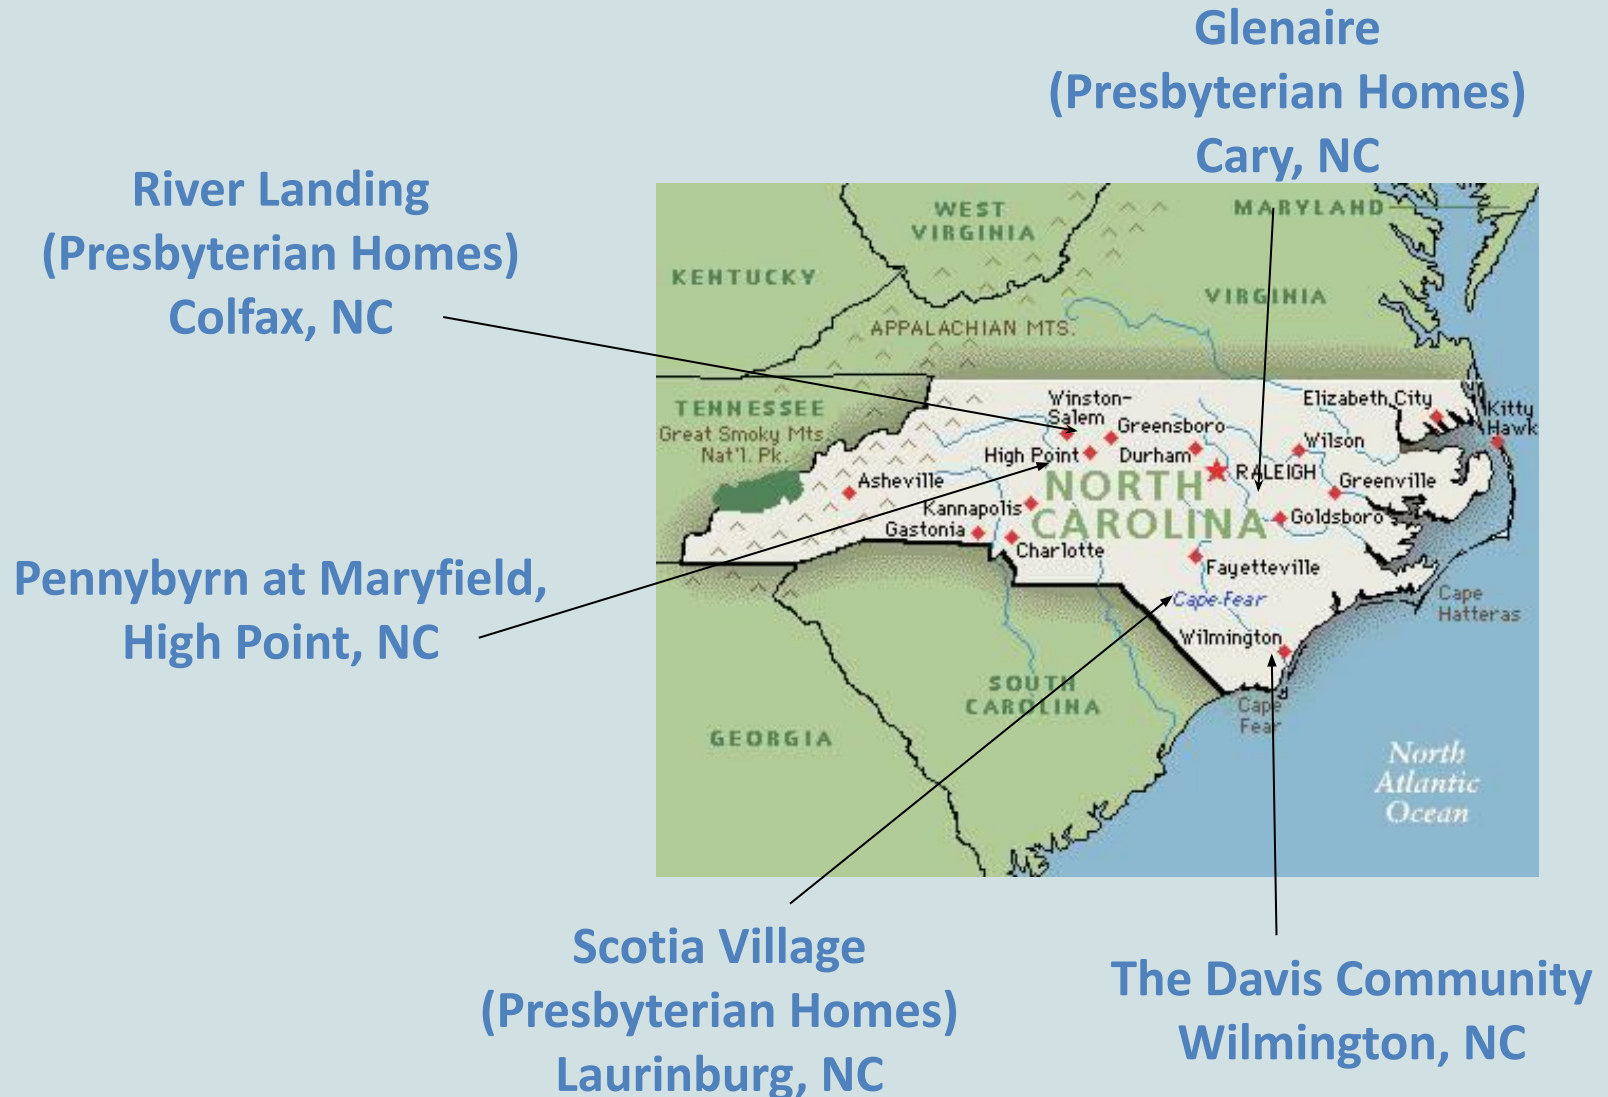 Glenaire
(Presbyterian Homes)
Cary, NC
River Landing
(Presbyterian Homes)
Colfax, NC
Pennybyrn at Maryfield,
High Point, NC
Scotia Village
(Presbyterian Homes)
Laurinburg, NC
The Davis Community
Wilmington, NC
WEST
VIRGINIA
MARYLAND
KENTUCKY
VIRGINIA
APPALACHIAN MTS.
TENNESSEE
Great Smoky Mts.
Nat'l. Pk.
Winston-
Salem
Greensboro
High Point
Durham
RALEIGH
Elizabeth City
Kitty
Hawk
Wilson
Greenville
Goldsboro
Asheville
Kannapolis
Gastonia
Charlotte
NORTH
CAROLINA
Fayetteville
Cape Fear
Wilmington
Cape
Hatteras
Cape
Fear
SOUTH
CAROLINA
GEORGIA
North
Atlantic
Ocean